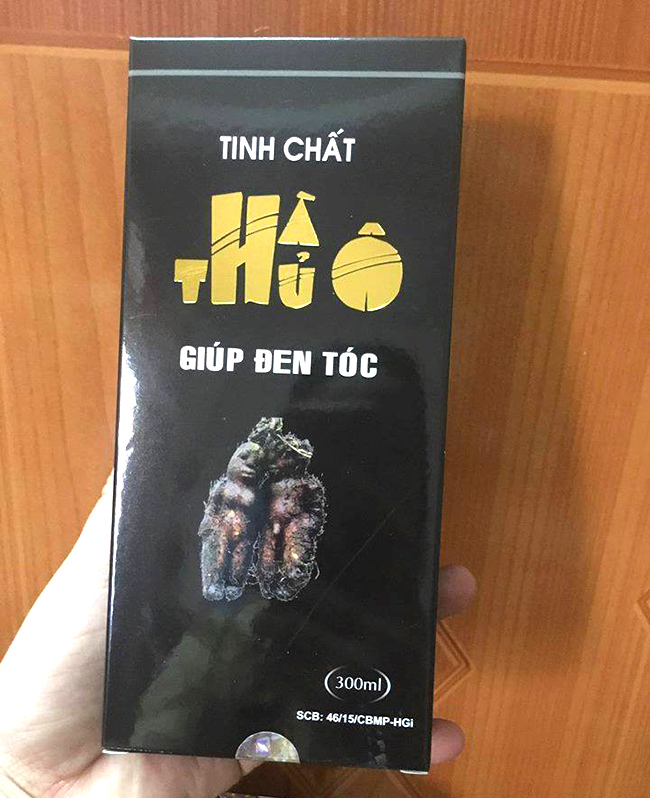 TINH CHẤT
HÀ THỦ Ô
GIÚP ĐEN TÓC
300ml
SCB: 46/15/CBMP-HGi